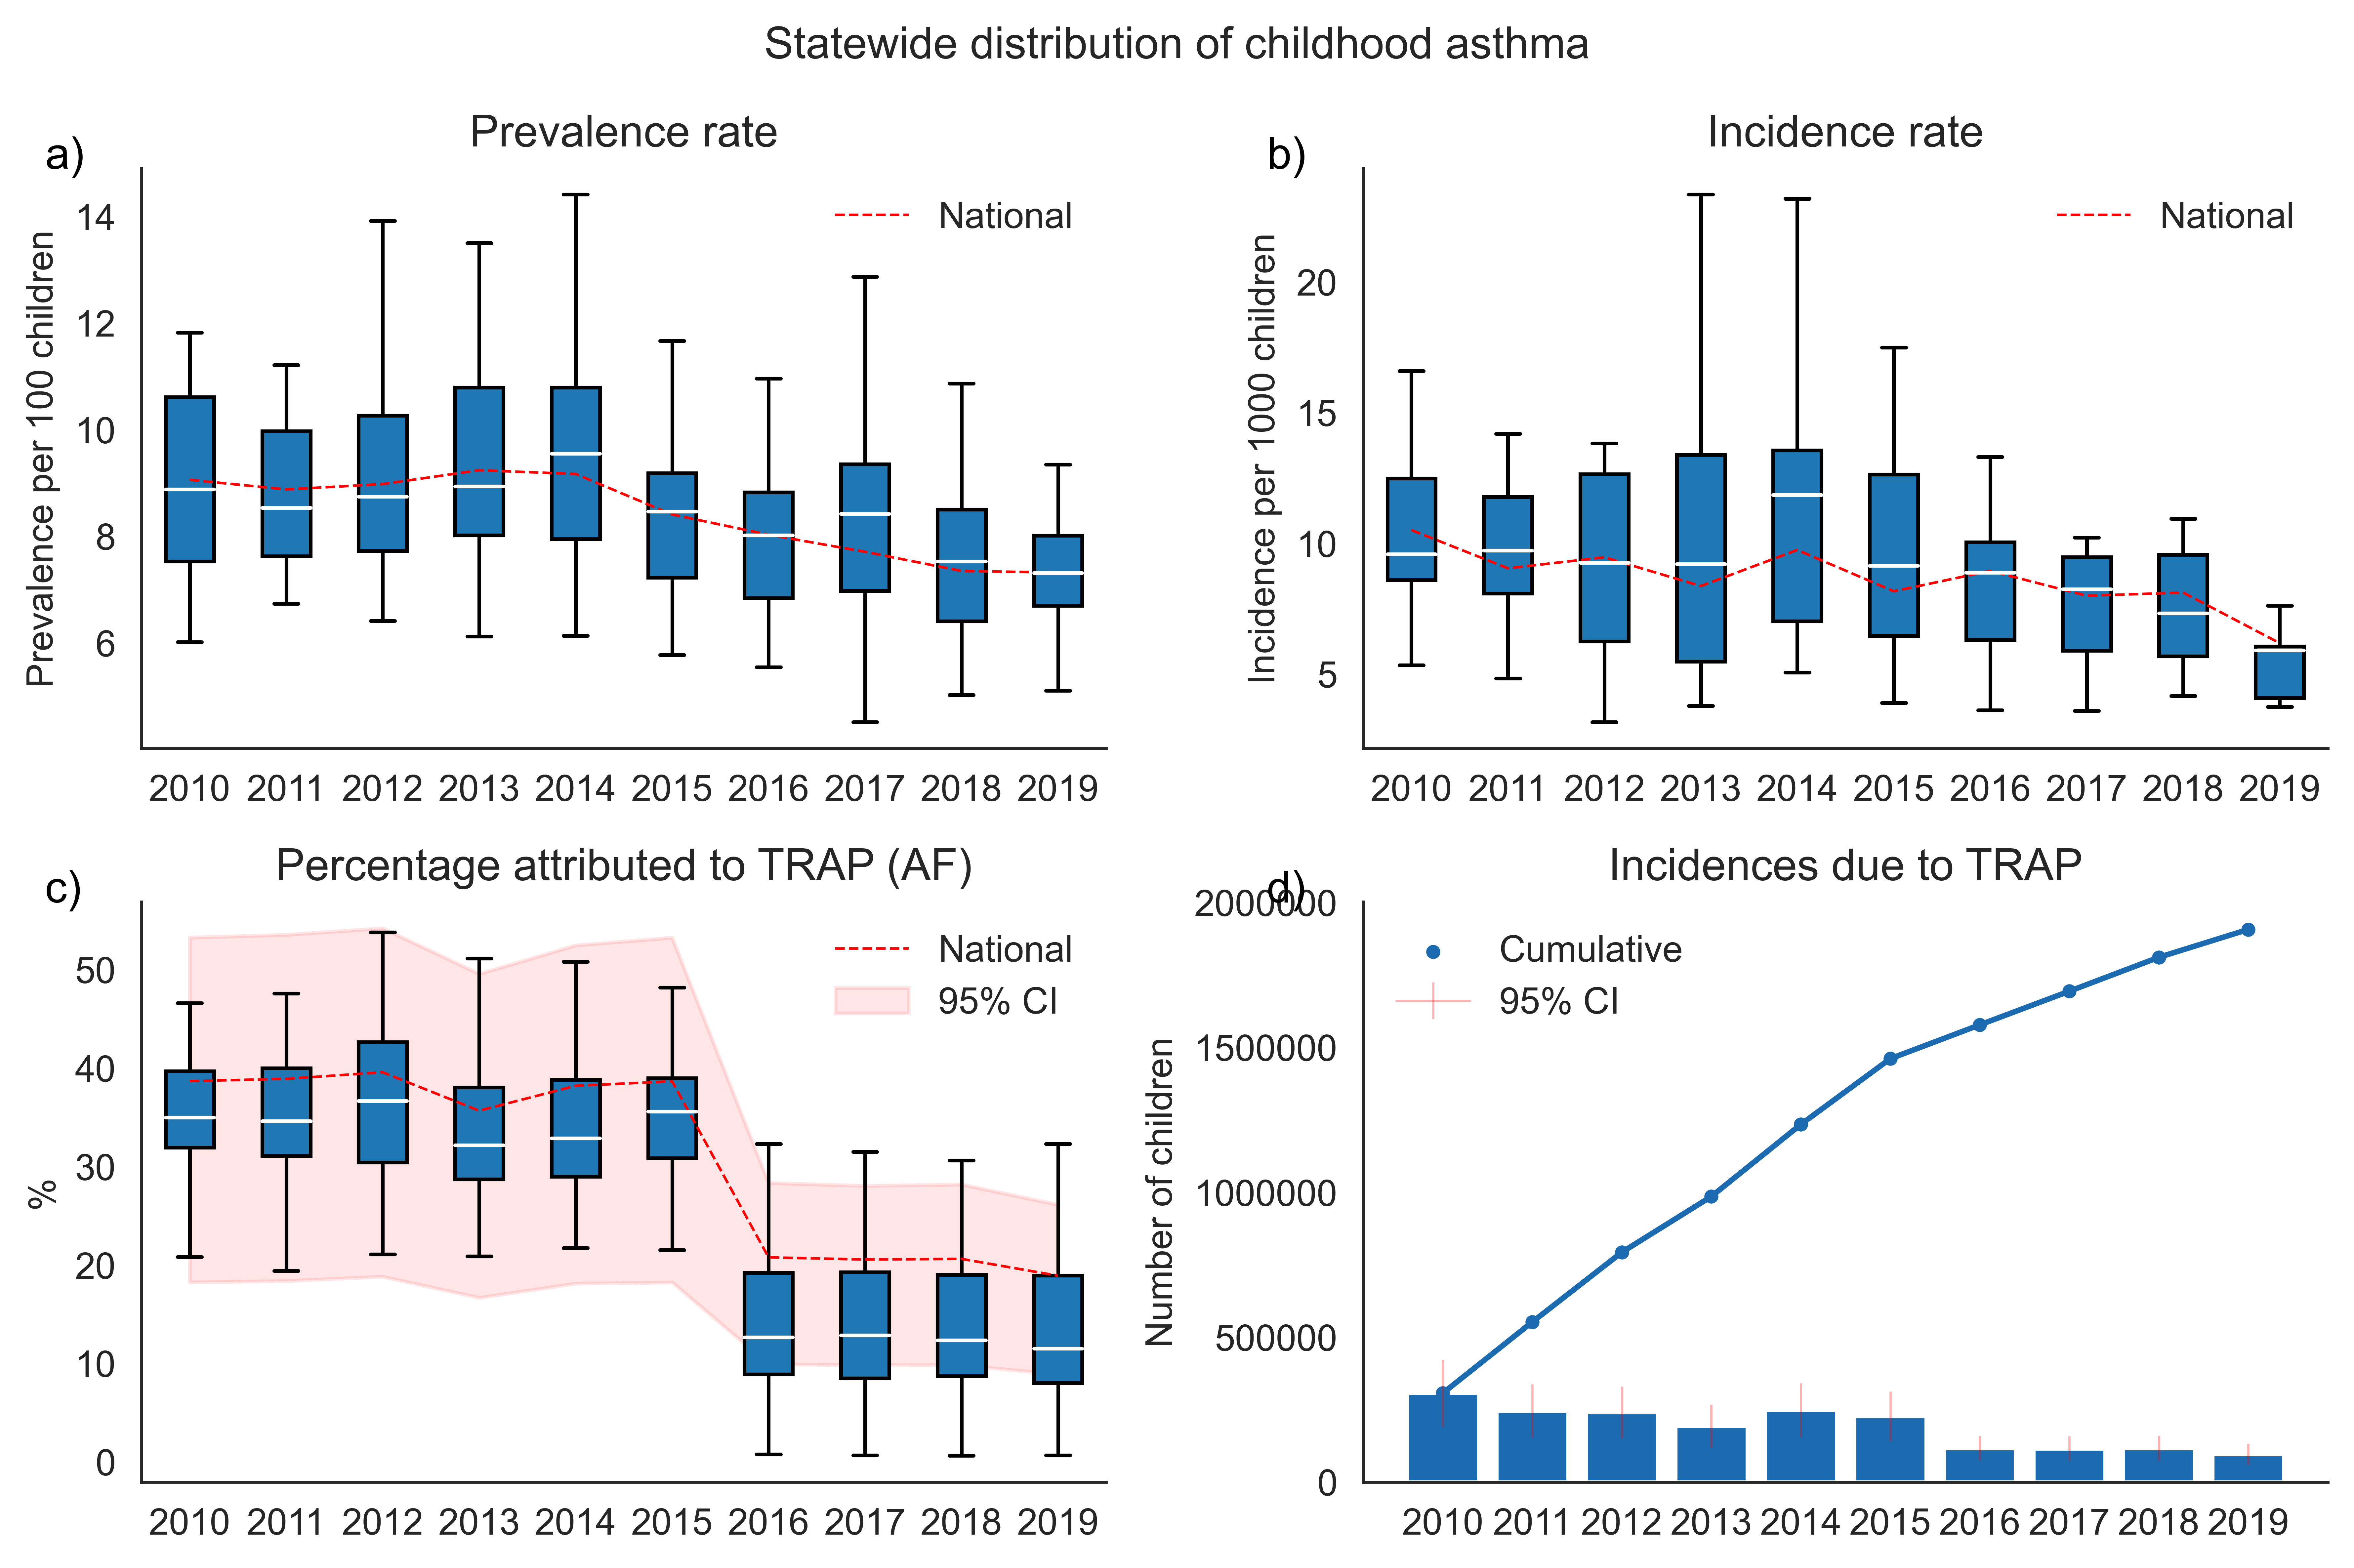 Statewide distribution of childhood asthma
a)
Prevalence rate
Prevalence per 100 children
14
12
10
8
6
National
2010 2011 2012 2013 2014 2015 2016 2017 2018 2019
b)
Incidence rate
Incidence per 1000 children
20
15
10
5
National
2010 2011 2012 2013 2014 2015 2016 2017 2018 2019
c)
Percentage attributed to TRAP (AF)
%
50
40
30
20
10
0
National
95% CI
2010 2011 2012 2013 2014 2015 2016 2017 2018 2019
d)
Incidences due to TRAP
Number of children
2000000
1500000
1000000
500000
0
Cumulative
95% CI
2010 2011 2012 2013 2014 2015 2016 2017 2018 2019